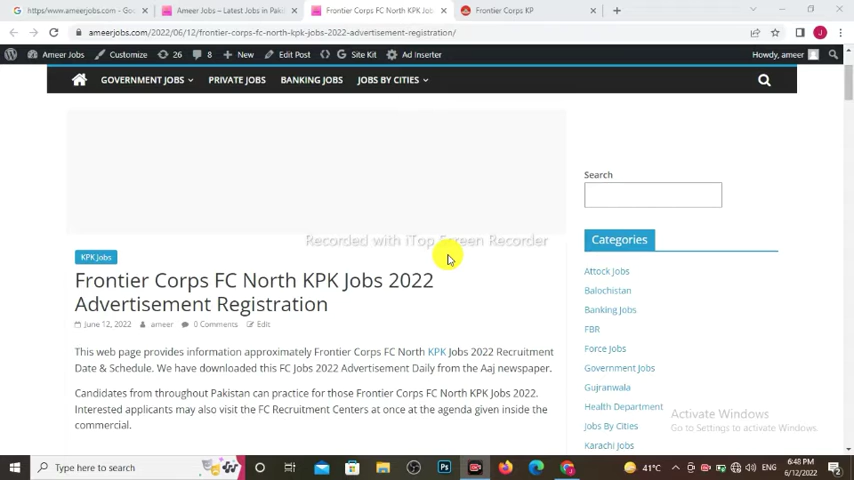 https/www.ameerjobs.com - Goo
Ameer Jobs – Latest Jobs in Paki
Frontier Corps FC North KPK Job
Frontier Corps KP
ameerjobs.com/2022/06/12/frontier-corps-fc-north-kpk-jobs-2022-advertisement-registration/
J
Ameer Jobs
Customize
26
8
New
Edit Post
Site Kit
Ad Inserter
Howdy, ameer
GOVERNMENT JOBS
PRIVATE JOBS
BANKING JOBS
JOBS BY CITIES
Search
Recorded with iTop Screen Recorder
Categories
KPK Jobs
Frontier Corps FC North KPK Jobs 2022
Advertisement Registration
June 12, 2022
ameer
0 Comments
Edit
This web page provides information approximately Frontier Corps FC North KPK Jobs 2022 Recruitment
Date & Schedule. We have downloaded this FC Jobs 2022 Advertisement Daily from the Aaj newspaper.
Candidates from throughout Pakistan can practice for those Frontier Corps FC North KPK Jobs 2022.
Interested applicants may also visit the FC Recruitment Centers at once at the agenda given inside the
commercial.
Attock Jobs
Balochistan
Banking Jobs
FBR
Force Jobs
Government Jobs
Gujranwala
Health Department
Jobs By Cities
Karachi Jobs
Activate Windows
Go to Settings to activate Windows.
Type here to search
Ps
41°C
ENG
6:48 PM
6/12/2022
2